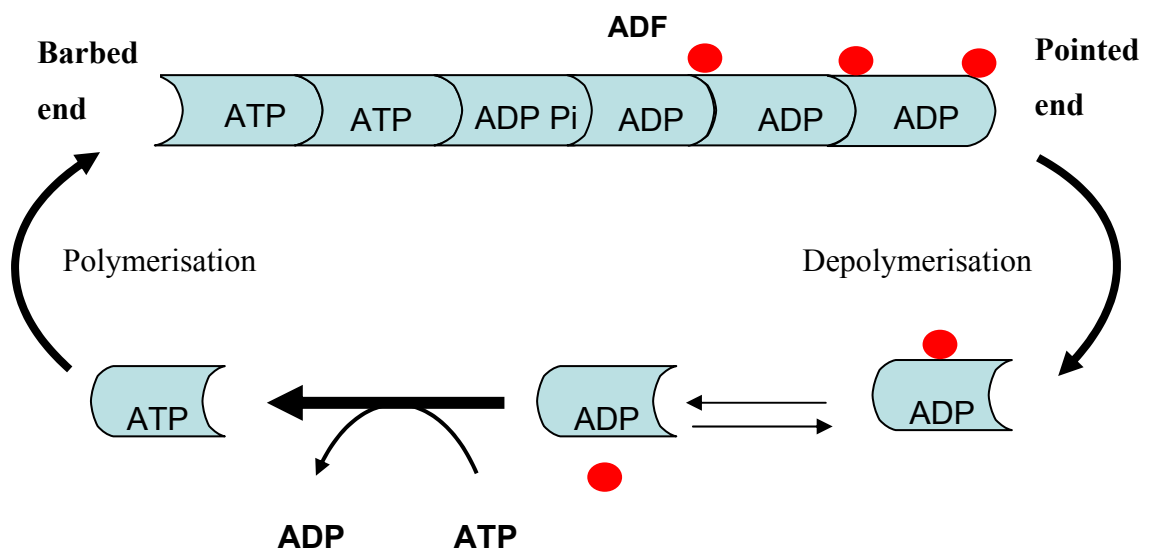 ADF
Barbed
end
Pointed
end
ATP ATP ADP Pi ADP ADP ADP
Polymerisation
Depolymerisation
ATP
ADP
ADP
ADP
ATP